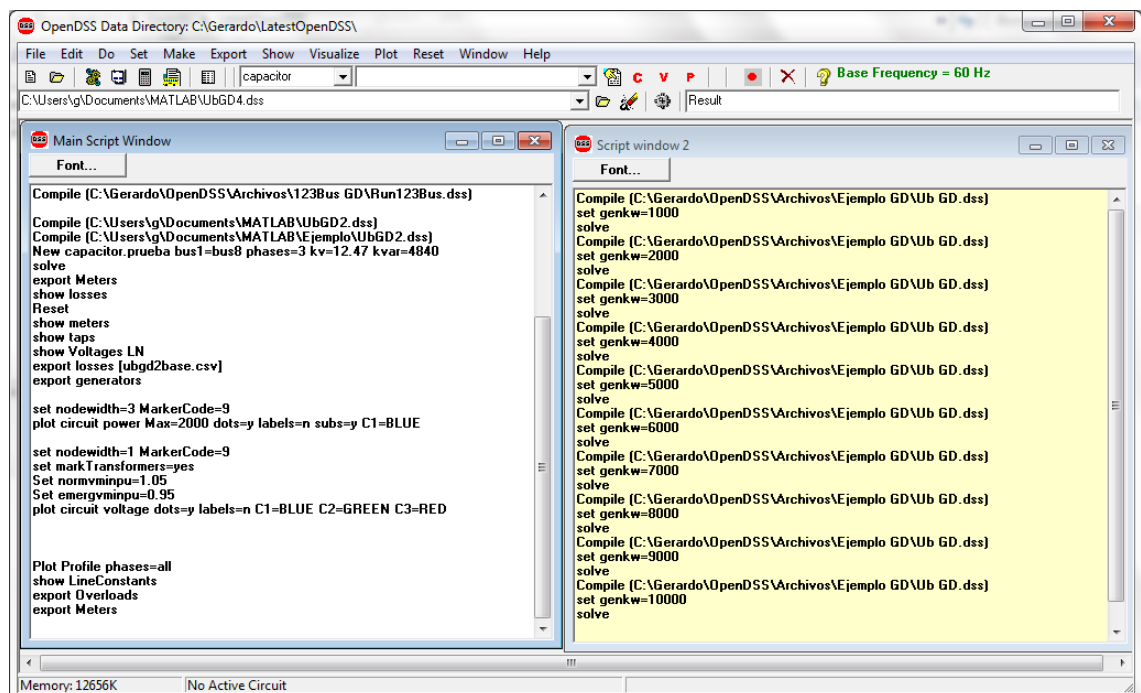 OpenDSS Data Directory: C:\Gerardo\LatestOpenDSS\
File Edit Do Set Make Export Show Visualize Plot Reset Window Help
capacitor C V P Base Frequency = 60 Hz
C:\Users\g\Documents\MATLAB\UbGD4.dss Result
Main Script Window
Font...
Compile (C:\Gerardo\OpenDSS\Archivos\123Bus GD\Run123Bus.dss)
Compile (C:\Users\g\Documents\MATLAB\UbGD2.dss)
Compile (C:\Users\g\Documents\MATLAB\Ejemplo\UbGD2.dss)
New capacitor.prueba bus1=bus8 phases=3 kv=12.47 kvar=4840
solve
export Meters
show losses
Reset
show meters
show taps
show Voltages LN
export losses [ubgd2base.csv]
export generators
set nodewidth=3 MarkerCode=9
plot circuit power Max=2000 dots=y labels=n subs=y C1=BLUE
set nodewidth=1 MarkerCode=9
set markTransformers=yes
Set normvminpu=1.05
Set emergvminpu=0.95
plot circuit voltage dots=y labels=n C1=BLUE C2=GREEN C3=RED
Plot Profile phases=all
show LineConstants
export Overloads
export Meters
Script window 2
Font...
Compile (C:\Gerardo\OpenDSS\Archivos\Ejemplo GD\Ub GD.dss)
set genkw=1000
solve
Compile (C:\Gerardo\OpenDSS\Archivos\Ejemplo GD\Ub GD.dss)
set genkw=2000
solve
Compile (C:\Gerardo\OpenDSS\Archivos\Ejemplo GD\Ub GD.dss)
set genkw=3000
solve
Compile (C:\Gerardo\OpenDSS\Archivos\Ejemplo GD\Ub GD.dss)
set genkw=4000
solve
Compile (C:\Gerardo\OpenDSS\Archivos\Ejemplo GD\Ub GD.dss)
set genkw=5000
solve
Compile (C:\Gerardo\OpenDSS\Archivos\Ejemplo GD\Ub GD.dss)
set genkw=6000
solve
Compile (C:\Gerardo\OpenDSS\Archivos\Ejemplo GD\Ub GD.dss)
set genkw=7000
solve
Compile (C:\Gerardo\OpenDSS\Archivos\Ejemplo GD\Ub GD.dss)
set genkw=8000
solve
Compile (C:\Gerardo\OpenDSS\Archivos\Ejemplo GD\Ub GD.dss)
set genkw=9000
solve
Compile (C:\Gerardo\OpenDSS\Archivos\Ejemplo GD\Ub GD.dss)
set genkw=10000
solve
Memory: 12656K No Active Circuit